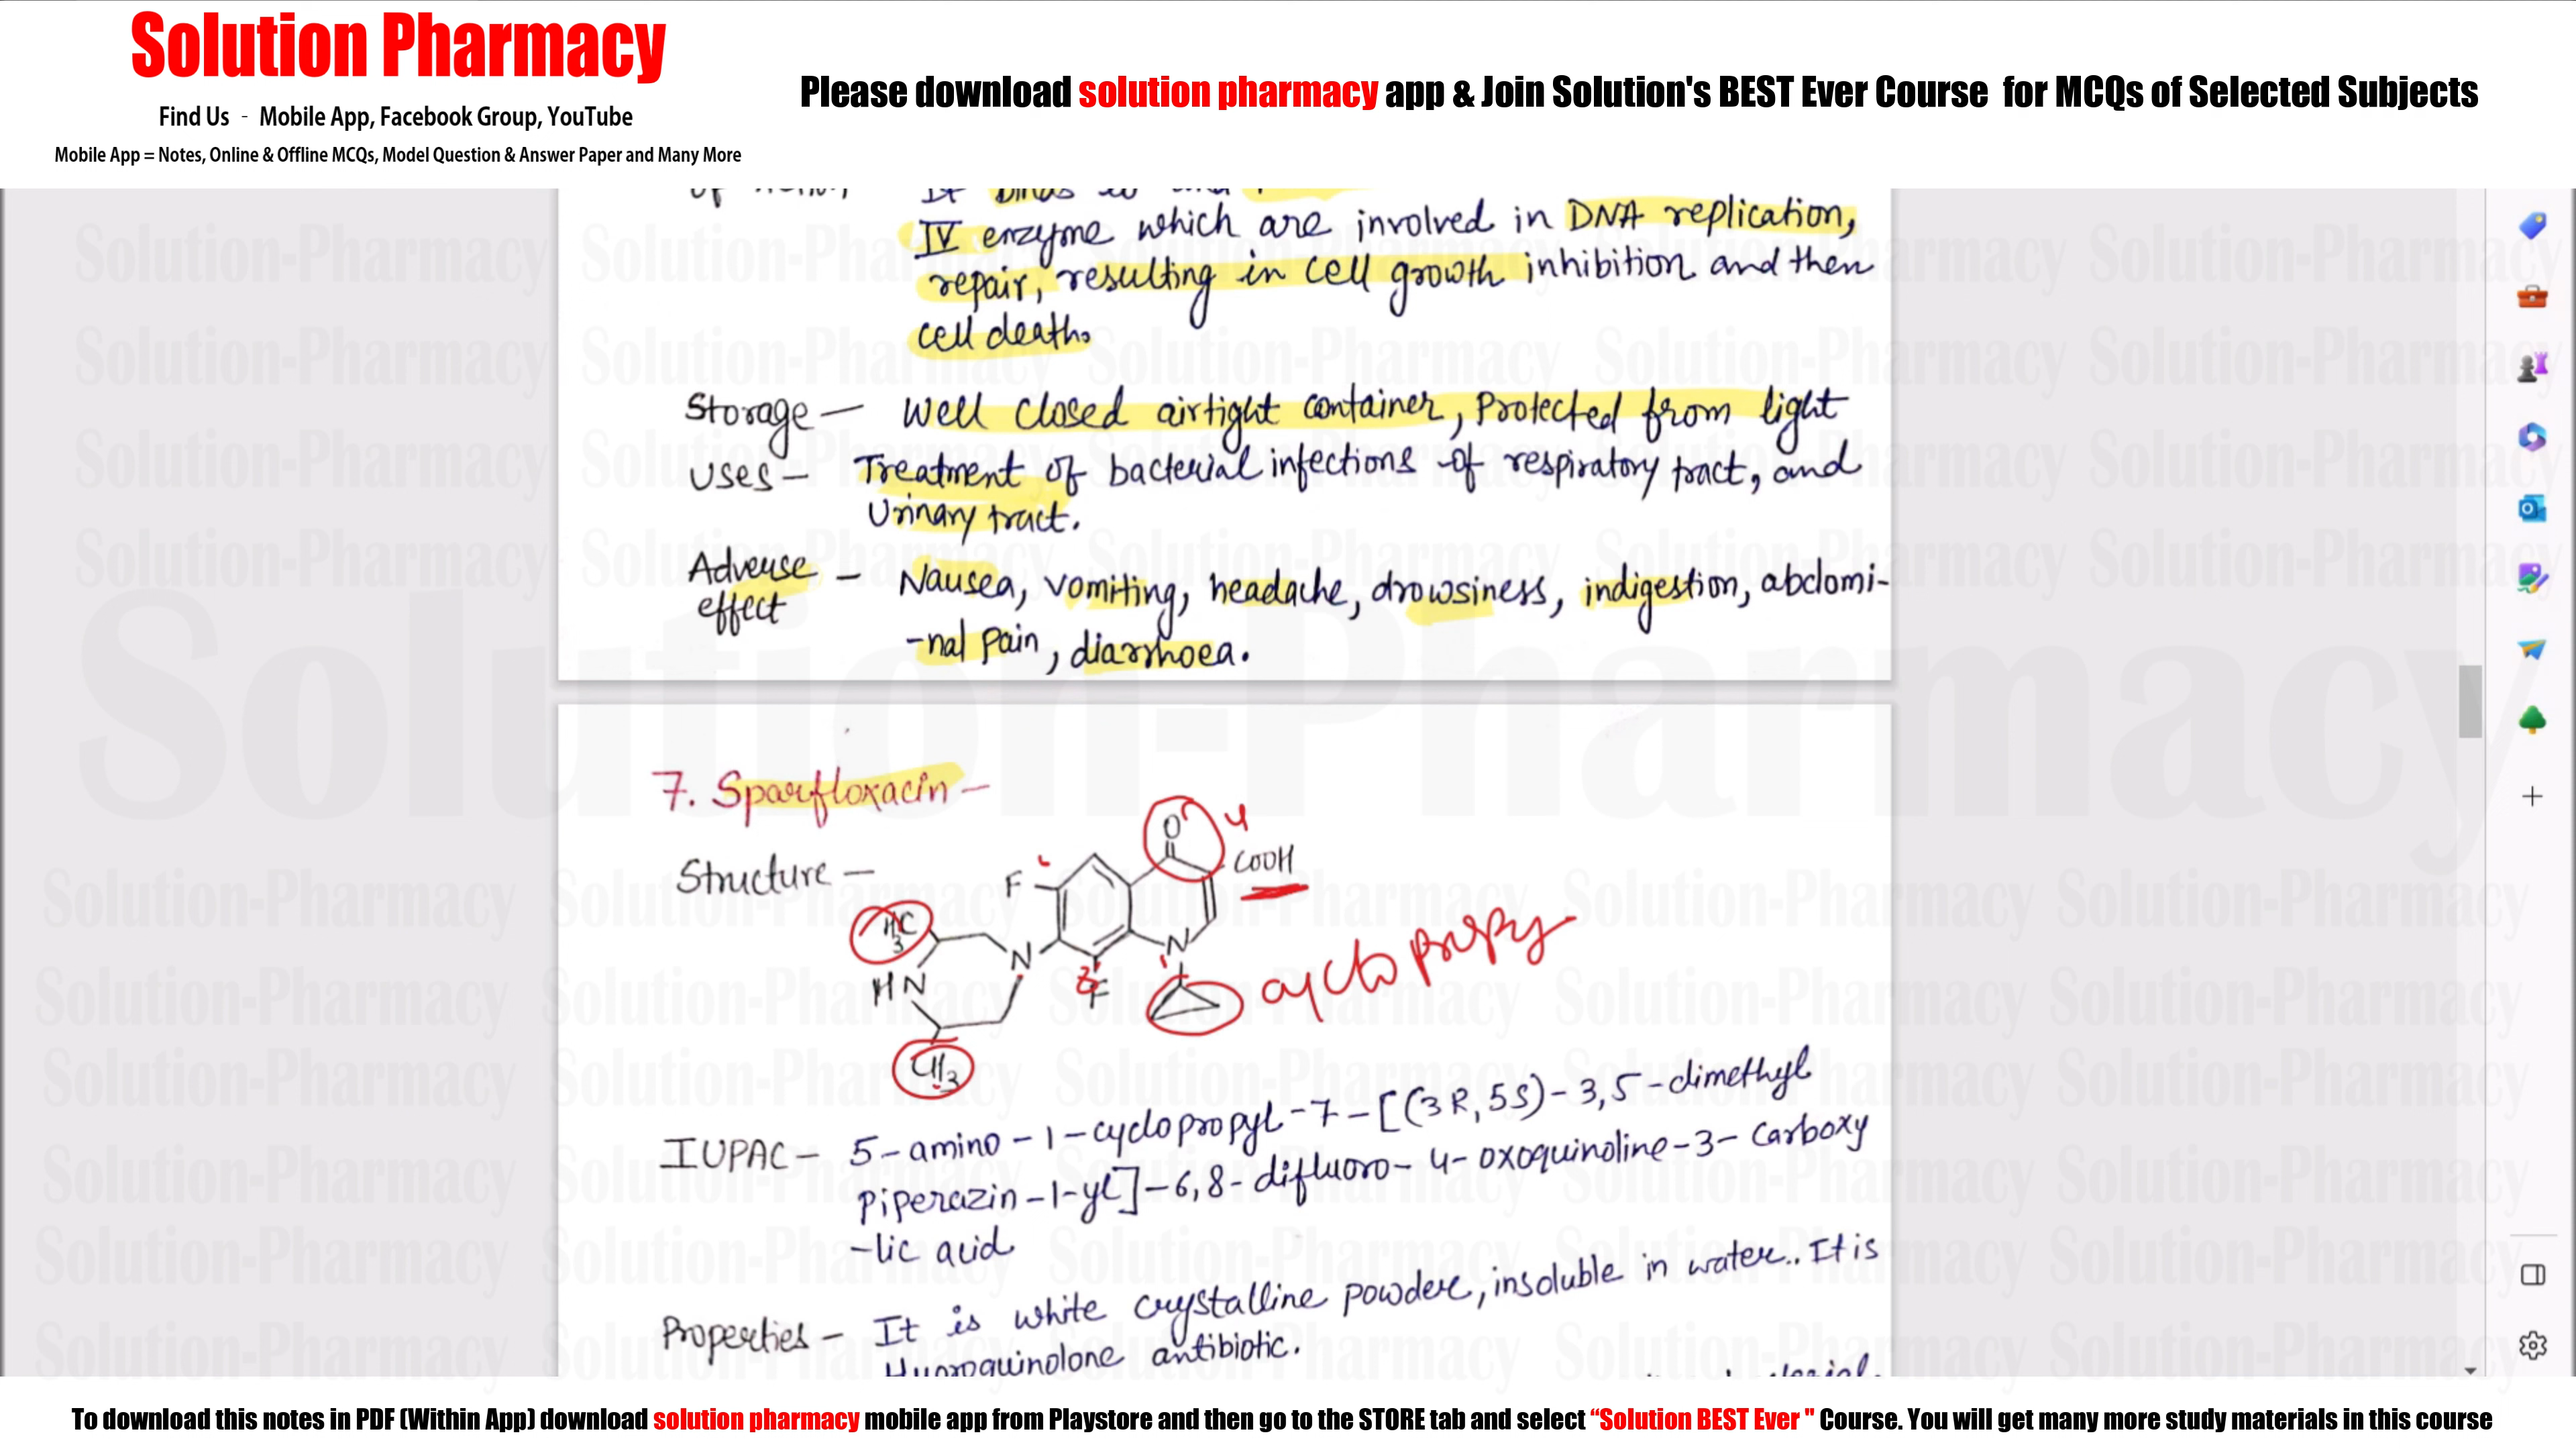 Solution Pharmacy
Find Us - Mobile App, Facebook Group, YouTube
Mobile App = Notes, Online & Offline MCQs, Model Question & Answer Paper and Many More
Please download solution pharmacy app & Join Solution's BEST Ever Course for MCQs of Selected Subjects
It binds to
IV enzyme which are involved in DNA replication,
repair, resulting in cell growth inhibition and then
cell death.
Storage - Well closed airtight container, Protected from light
Uses - Treatment of bacterial infections of respiratory tract, and
Urinary tract.
Adverse effect - Nausea, vomiting, headache, drowsiness, indigestion, abdomi-
-nal Pain, diarrhoea.
7. Sparfloxacin -
Structure -
O
4
COOH
F
H3C
N
N
HN
F
CH3
cyclopropy
IUPAC - 5-amino-1-cyclopropyl-7-[(3R,5S)-3,5-dimethyl
Piperazin-1-yl]-6,8-difluoro-4-oxoquinoline-3-Carboxy
-lic acid
Properties - It is white crystalline powder, insoluble in water.. It is
fluoroquinolone antibiotic.
To download this notes in PDF (Within App) download solution pharmacy mobile app from Playstore and then go to the STORE tab and select “Solution BEST Ever " Course. You will get many more study materials in this course
Solution-Pharmacy